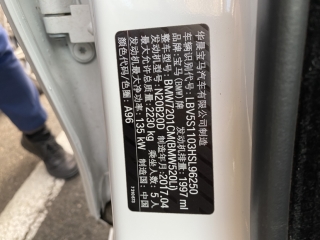 华晨宝马汽车有限公司制造
车辆识别代号:LBV5S1103HSL96250
品牌:宝马(BMW)牌 发动机排量:1997 ml
整车型号:BMW7201CM(BMW520Li)
发动机型号:N20B20D 制造年月:2017.04
最大允许总质量:2230 kg 乘坐人数:5人
发动机最大净功率:135 kW 制造国:中国
颜色代码/色卷:A96